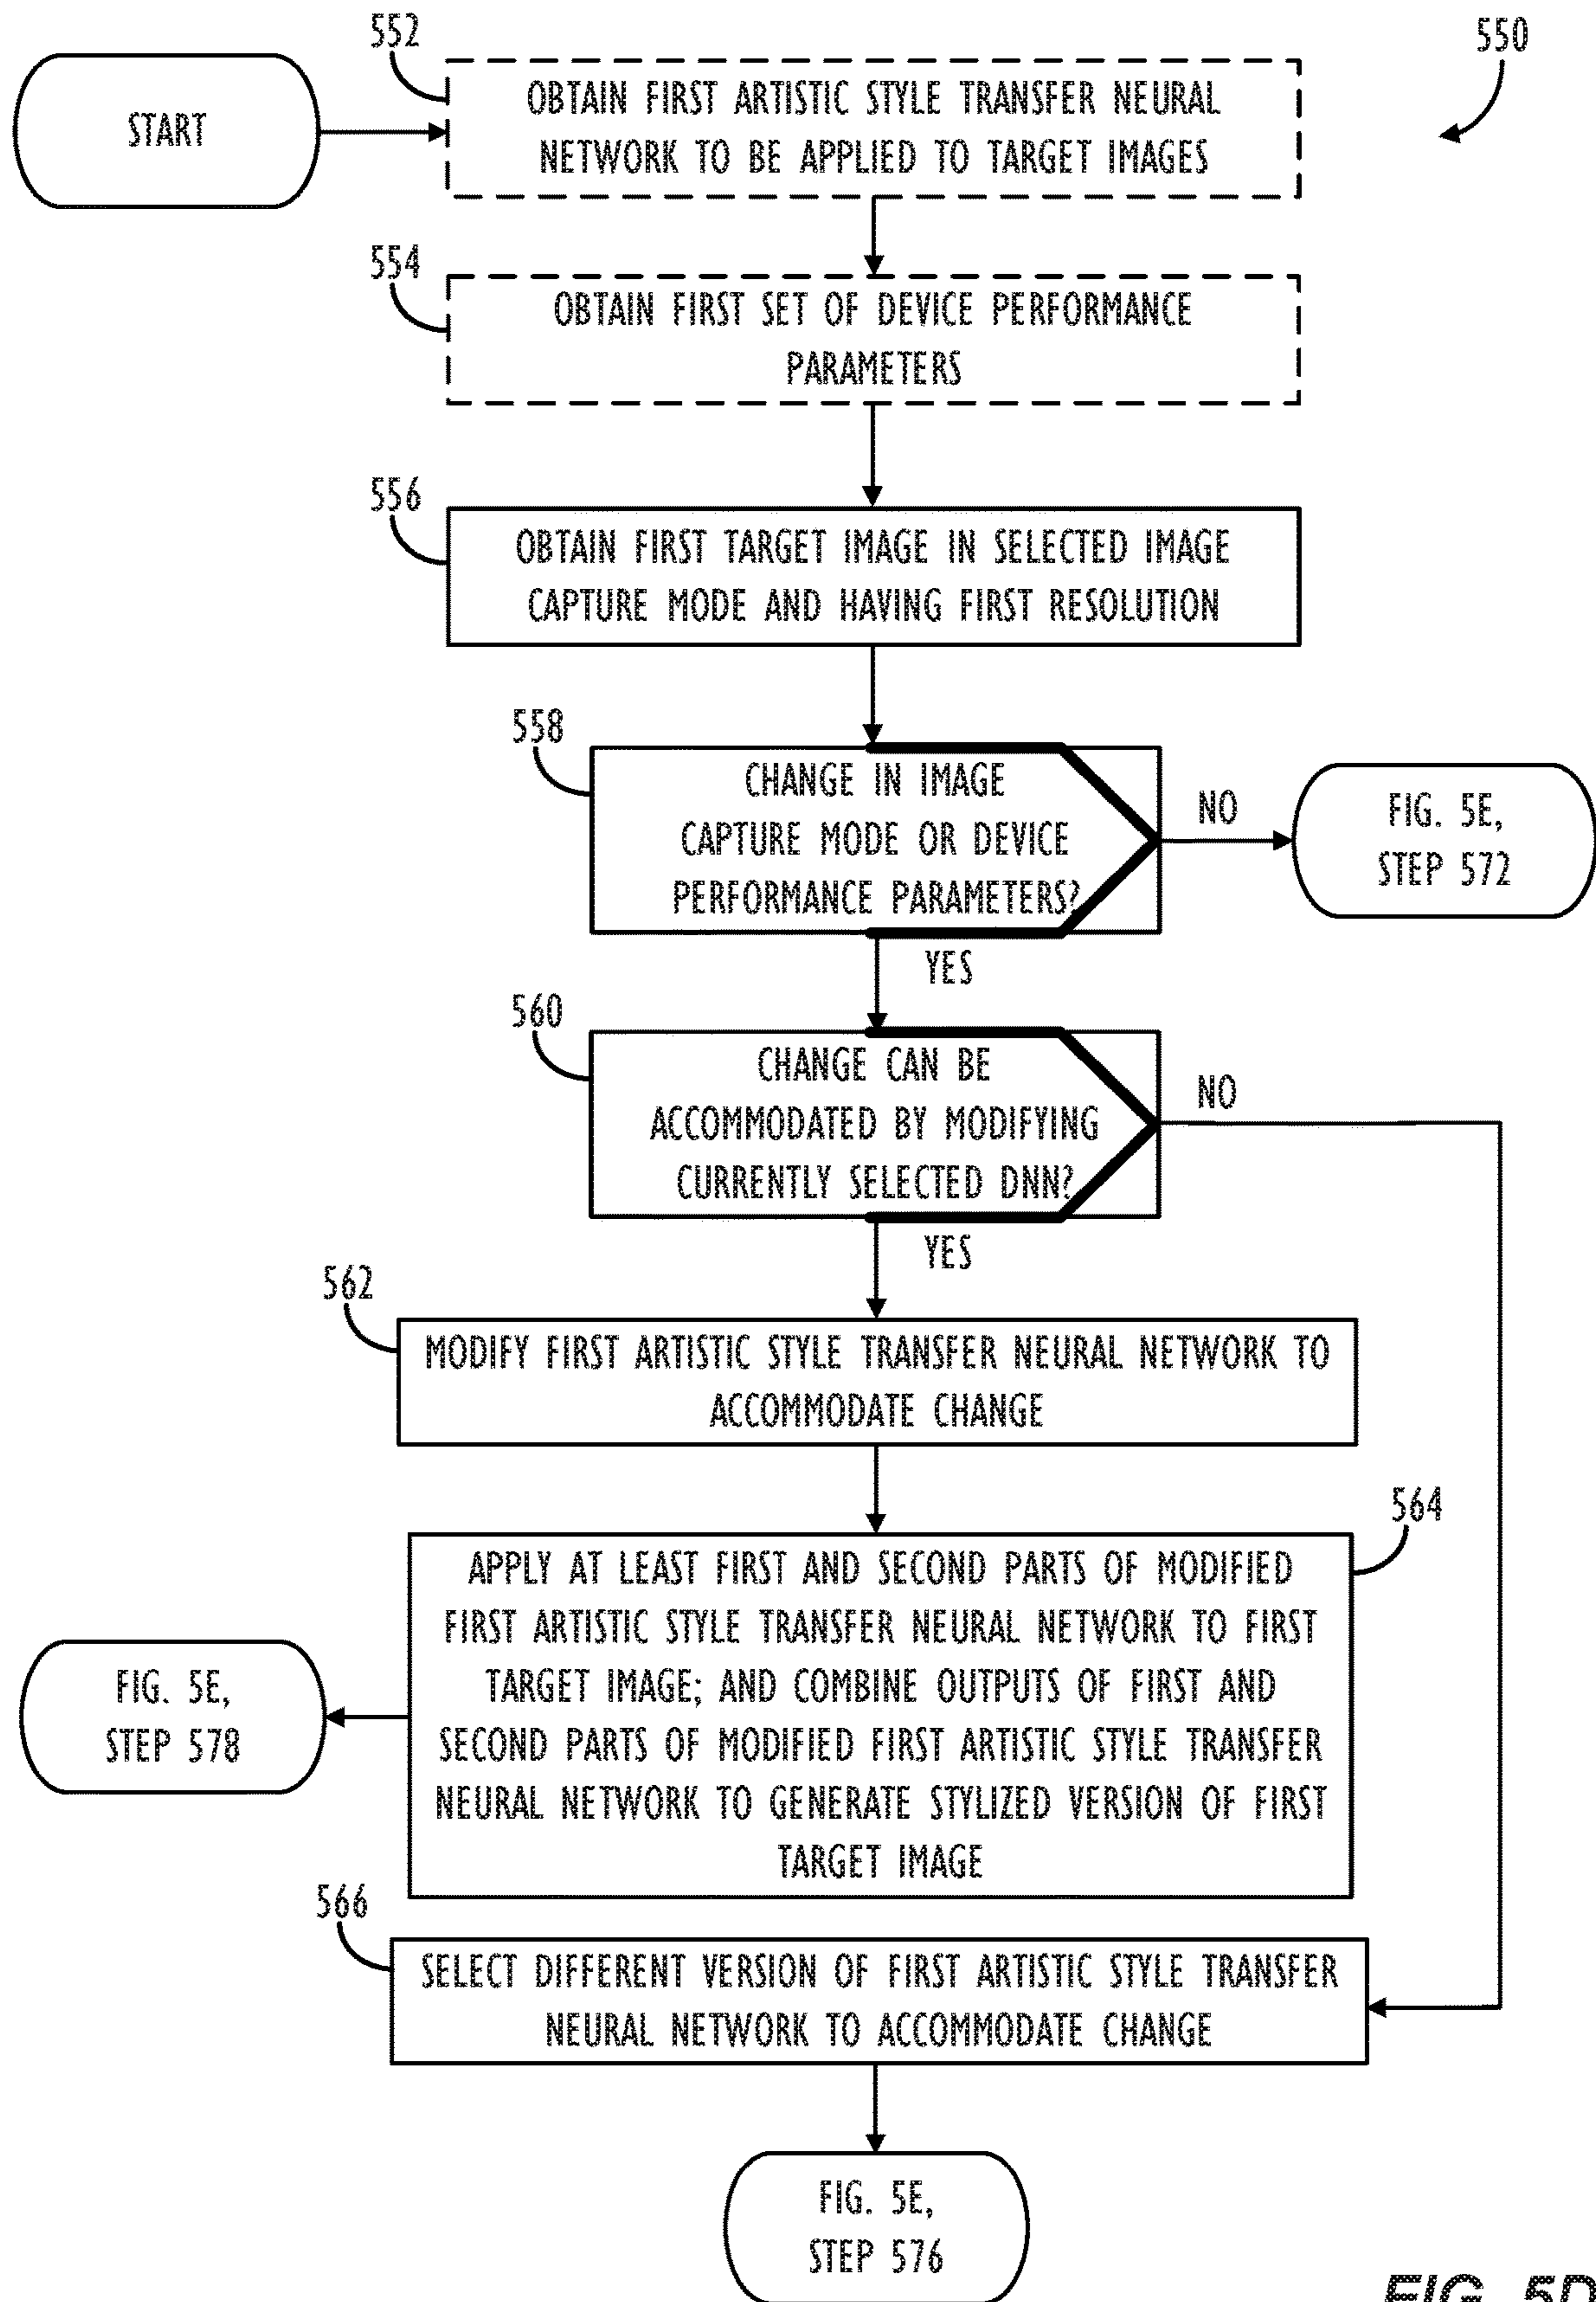 552
550
START
OBTAIN FIRST ARTISTIC STYLE TRANSFER NEURAL
NETWORK TO BE APPLIED TO TARGET IMAGES
554
OBTAIN FIRST SET OF DEVICE PERFORMANCE
PARAMETERS
556
OBTAIN FIRST TARGET IMAGE IN SELECTED IMAGE
CAPTURE MODE AND HAVING FIRST RESOLUTION
558
CHANGE IN IMAGE
CAPTURE MODE OR DEVICE
PERFORMANCE PARAMETERS?
NO
FIG. 5E,
STEP 572
YES
560
CHANGE CAN BE
ACCOMMODATED BY MODIFYING
CURRENTLY SELECTED DNN?
NO
YES
562
MODIFY FIRST ARTISTIC STYLE TRANSFER NEURAL NETWORK TO
ACCOMMODATE CHANGE
564
APPLY AT LEAST FIRST AND SECOND PARTS OF MODIFIED
FIRST ARTISTIC STYLE TRANSFER NEURAL NETWORK TO FIRST
TARGET IMAGE; AND COMBINE OUTPUTS OF FIRST AND
SECOND PARTS OF MODIFIED FIRST ARTISTIC STYLE TRANSFER
NEURAL NETWORK TO GENERATE STYLIZED VERSION OF FIRST
TARGET IMAGE
FIG. 5E,
STEP 578
566
SELECT DIFFERENT VERSION OF FIRST ARTISTIC STYLE TRANSFER
NEURAL NETWORK TO ACCOMMODATE CHANGE
FIG. 5E,
STEP 576
FIG. 5D